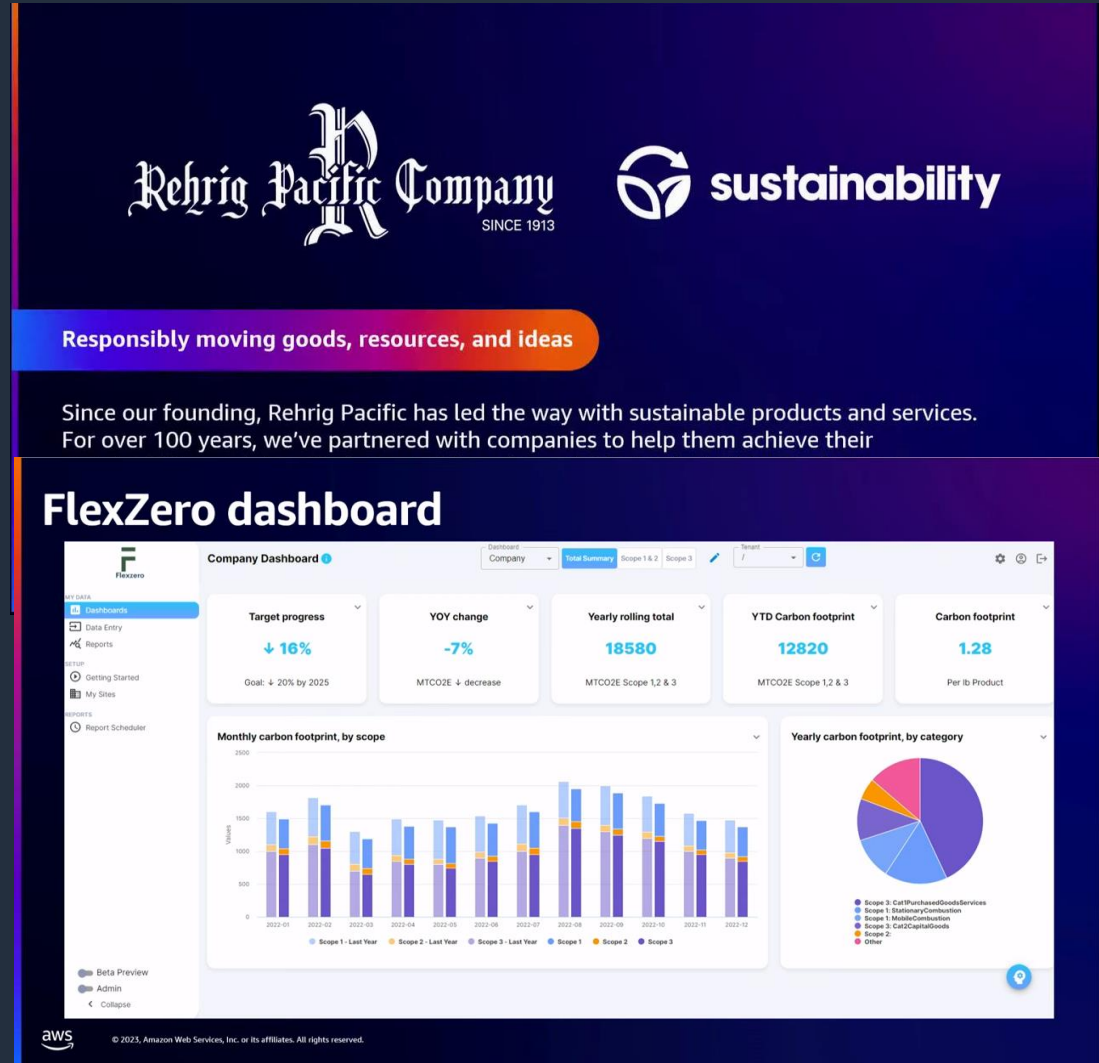 Rehrig Pacific Company
SINCE 1913
sustainability
Responsibly moving goods, resources, and ideas
Since our founding, Rehrig Pacific has led the way with sustainable products and services.
For over 100 years, we've partnered with companies to help them achieve their
FlexZero dashboard
Flexzero
MY DATA
Dashboards
Data Entry
Reports
SETUP
Getting Started
My Sites
REPORTS
Report Scheduler
Beta Preview
Admin
Collapse
Company Dashboard
Dashboard
Company
Total Summary
Scope 1 & 2
Scope 3
Tenant
/
Target progress
↓ 16%
Goal: ↓ 20% by 2025
YOY change
-7%
MTCO2E ↓ decrease
Yearly rolling total
18580
MTCO2E Scope 1,2 & 3
YTD Carbon footprint
12820
MTCO2E Scope 1,2 & 3
Carbon footprint
1.28
Per lb Product
Monthly carbon footprint, by scope
2500
2000
1500
1000
500
0
Values
2022-01 2022-02 2022-03 2022-04 2022-05 2022-06 2022-07 2022-08 2022-09 2022-10 2022-11 2022-12
Scope 1 - Last Year Scope 2 - Last Year Scope 3 - Last Year Scope 1 Scope 2 Scope 3
Yearly carbon footprint, by category
Scope 3: Cat1PurchasedGoodsServices
Scope 1: StationaryCombustion
Scope 1: MobileCombustion
Scope 3: Cat2CapitalGoods
Scope 2:
Other
aws
© 2023, Amazon Web Services, Inc. or its affiliates. All rights reserved.